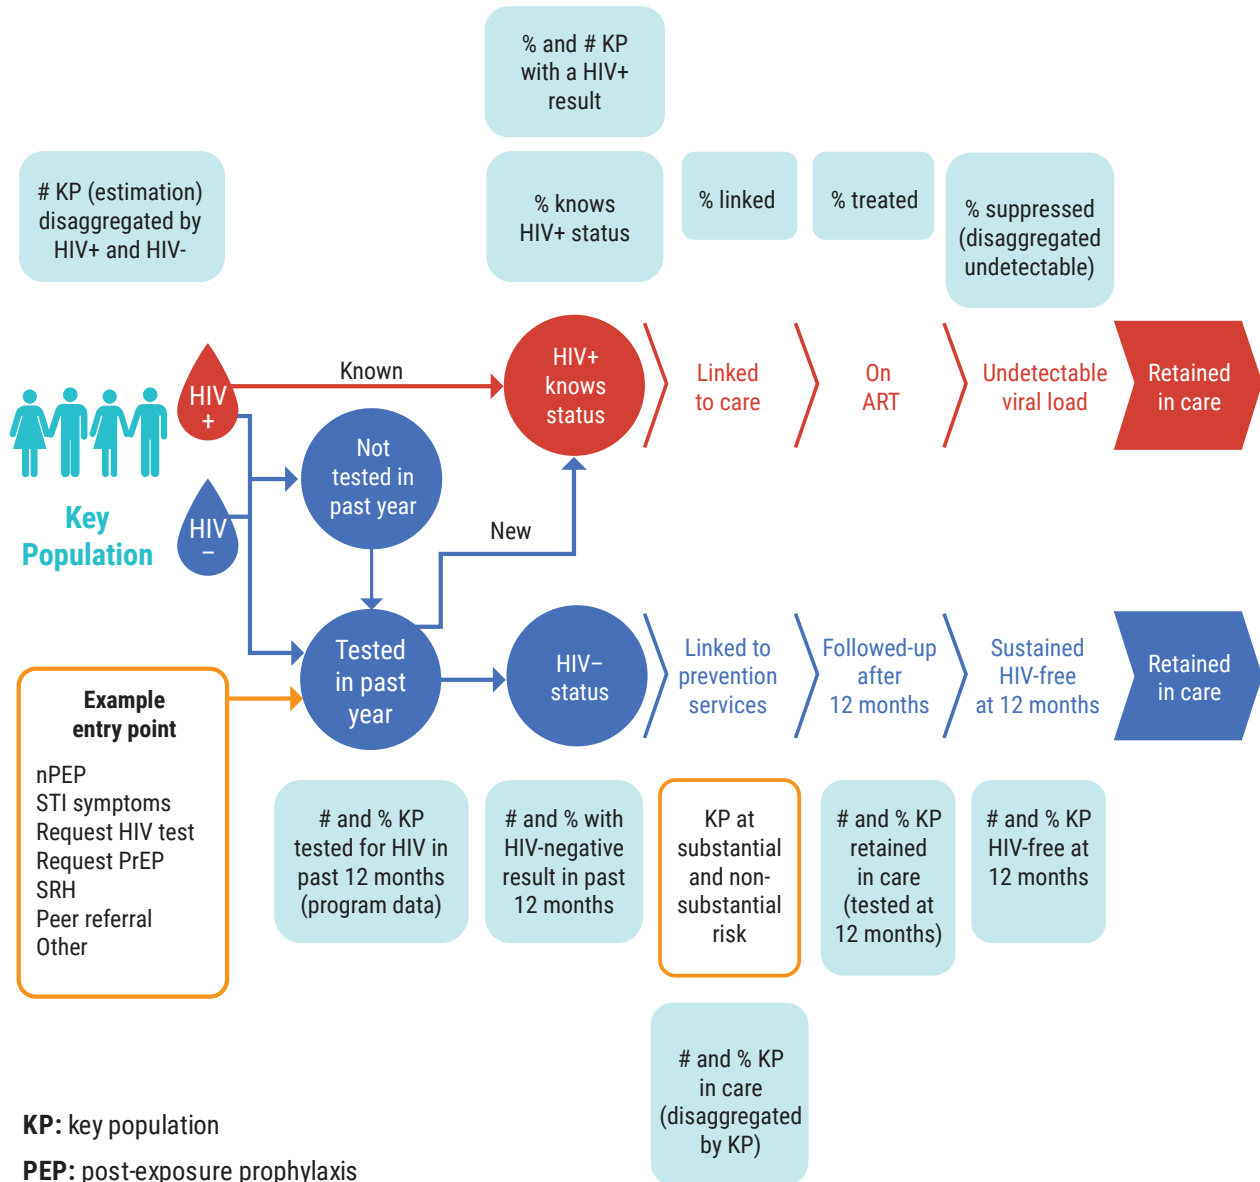 % and # KP
with a HIV+
result
# KP (estimation)
disaggregated by
HIV+ and HIV-
% knows
HIV+ status
% linked
% treated
% suppressed
(disaggregated
undetectable)
Key
Population
HIV
+
HIV
–
Known
HIV+
knows
status
Linked
to care
On
ART
Undetectable
viral load
Retained
in care
Not
tested in
past year
New
Tested
in past
year
HIV–
status
Linked to
prevention
services
Followed-up
after
12 months
Sustained
HIV-free
at 12 months
Retained
in care
Example
entry point
nPEP
STI symptoms
Request HIV test
Request PrEP
SRH
Peer referral
Other
# and % KP
tested for HIV in
past 12 months
(program data)
# and % with
HIV-negative
result in past
12 months
KP at
substantial
and non-
substantial
risk
# and % KP
retained
in care
(tested at
12 months)
# and % KP
HIV-free at
12 months
# and % KP
in care
(disaggregated
by KP)
KP: key population
PEP: post-exposure prophylaxis